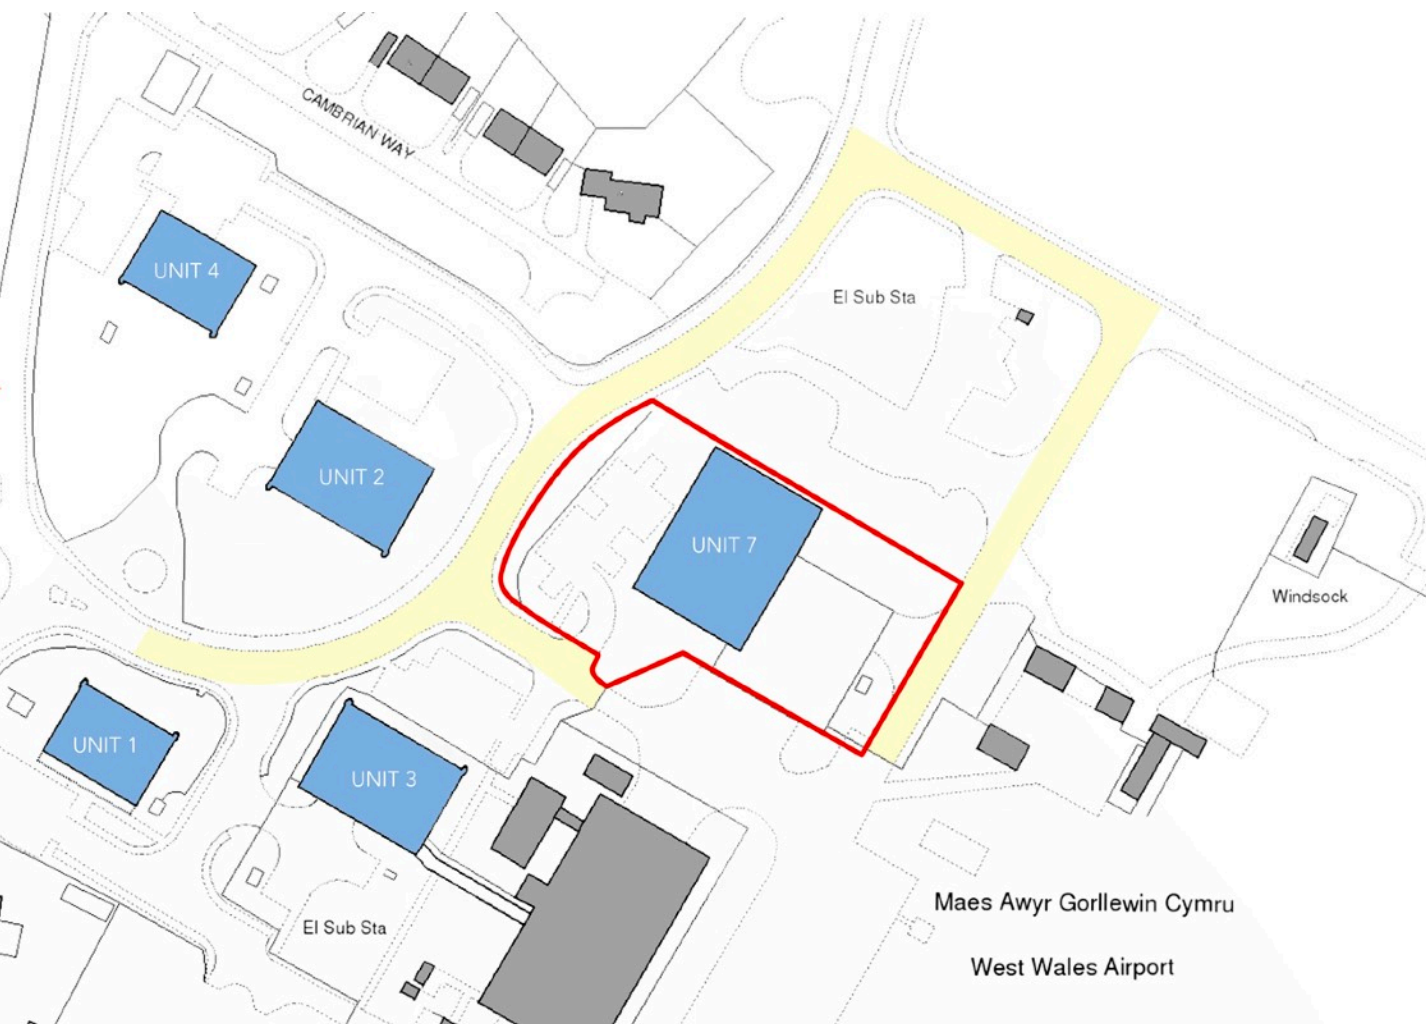 CAMBRIAN WAY
UNIT 4
El Sub Sta
UNIT 2
UNIT 7
Windsock
UNIT 1
UNIT 3
El Sub Sta
Maes Awyr Gorllewin Cymru
West Wales Airport